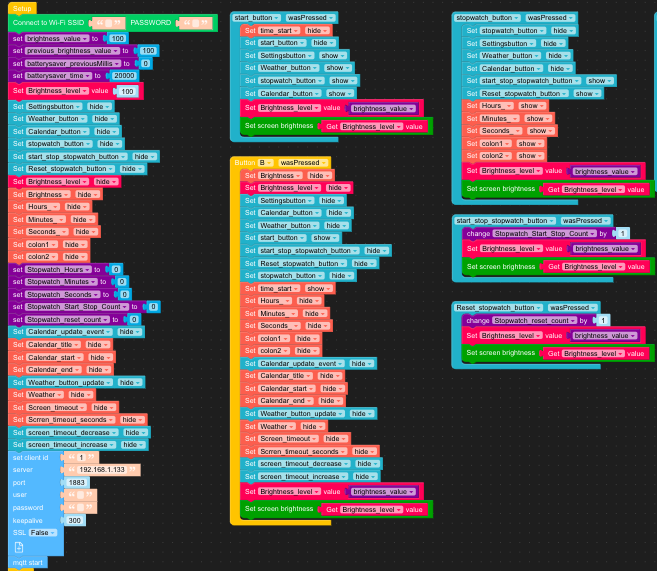 Setup
Connect to Wi-Fi SSID “ ” PASSWORD “ ”
set brightness_value to 100
set previous_brightness_value to 100
set batterysaver_previousMillis to 0
set batterysaver_time to 20000
Set Brightness_level value 100
Set Settingsbutton hide
Set Weather_button hide
Set Calendar_button hide
Set stopwatch_button hide
Set start_stop_stopwatch_button hide
Set Reset_stopwatch_button hide
Set Brightness_level hide
Set Brightness hide
Set Hours_ hide
Set Minutes_ hide
Set Seconds_ hide
Set colon1 hide
Set colon2 hide
set Stopwatch_Hours to 0
set Stopwatch_Minutes to 0
set Stopwatch_Seconds to 0
set Stopwatch_Start_Stop_Count to 0
set Stopwatch_reset_count to 0
Set Calendar_update_event hide
Set Calendar_title hide
Set Calendar_start hide
Set Calendar_end hide
Set Weather_button_update hide
Set Weather hide
Set Screen_timeout hide
Set Scrren_timeout_seconds hide
Set screen_timeout_decrease hide
Set screen_timeout_increase hide
set client id “ 1 ”
server “ 192.168.1.133 ”
port 1883
user “ ”
password “ ”
keepalive 300
SSL False
mqtt start
start_button wasPressed
Set time_start hide
Set start_button hide
Set Settingsbutton show
Set Weather_button show
Set stopwatch_button show
Set Calendar_button show
Set Brightness_level value brightness_value
Set screen brightness Get Brightness_level value
Button B wasPressed
Set Brightness hide
Set Brightness_level hide
Set Settingsbutton hide
Set Calendar_button hide
Set Weather_button hide
Set start_button show
Set start_stop_stopwatch_button hide
Set Reset_stopwatch_button hide
Set stopwatch_button hide
Set time_start show
Set Hours_ hide
Set Minutes_ hide
Set Seconds_ hide
Set colon1 hide
Set colon2 hide
Set Calendar_update_event hide
Set Calendar_title hide
Set Calendar_start hide
Set Calendar_end hide
Set Weather_button_update hide
Set Weather hide
Set Screen_timeout hide
Set Scrren_timeout_seconds hide
Set screen_timeout_decrease hide
Set screen_timeout_increase hide
Set Brightness_level value brightness_value
Set screen brightness Get Brightness_level value
stopwatch_button wasPressed
Set stopwatch_button hide
Set Settingsbutton hide
Set Weather_button hide
Set Calendar_button hide
Set start_stop_stopwatch_button show
Set Reset_stopwatch_button show
Set Hours_ show
Set Minutes_ show
Set Seconds_ show
Set colon1 show
Set colon2 show
Set Brightness_level value brightness_value
Set screen brightness Get Brightness_level value
start_stop_stopwatch_button wasPressed
change Stopwatch_Start_Stop_Count by 1
Set Brightness_level value brightness_value
Set screen brightness Get Brightness_level value
Reset_stopwatch_button wasPressed
change Stopwatch_reset_count by 1
Set Brightness_level value brightness_value
Set screen brightness Get Brightness_level value